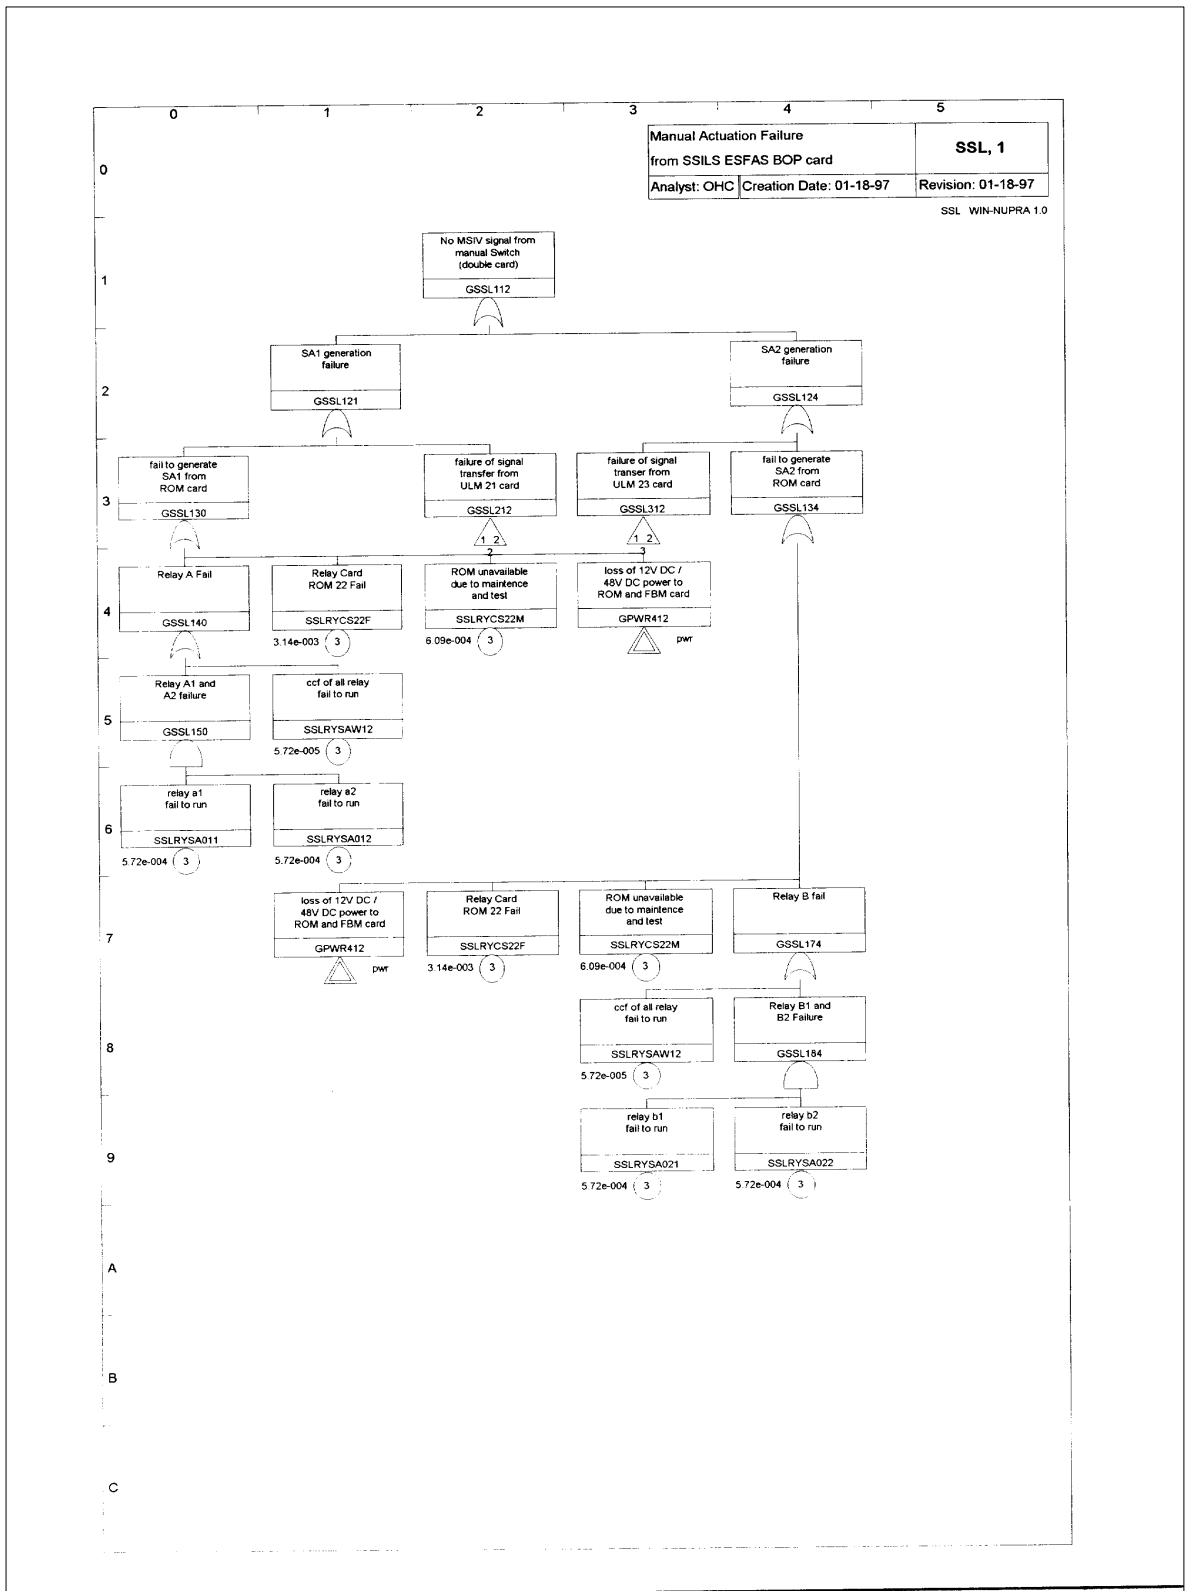 0 1 2 3 4 5
Manual Actuation Failure
from SSILS ESFAS BOP card
SSL, 1
Analyst: OHC Creation Date: 01-18-97 Revision: 01-18-97
SSL WIN-NUPRA 1.0
0
No MSIV signal from
manual Switch
(double card)
GSSL112
1
SA1 generation
failure
GSSL121
SA2 generation
failure
GSSL124
2
fail to generate
SA1 from
ROM card
GSSL130
failure of signal
transfer from
ULM 21 card
GSSL212
1 2
2
failure of signal
transer from
ULM 23 card
GSSL312
1 2
3
fail to generate
SA2 from
ROM card
GSSL134
3
Relay A Fail
GSSL140
Relay Card
ROM 22 Fail
SSLRYCS22F
3.14e-003 3
ROM unavailable
due to maintence
and test
SSLRYCS22M
6.09e-004 3
loss of 12V DC /
48V DC power to
ROM and FBM card
GPWR412
pwr
4
Relay A1 and
A2 failure
GSSL150
ccf of all relay
fail to run
SSLRYSAW12
5.72e-005 3
5
relay a1
fail to run
SSLRYSA011
5.72e-004 3
relay a2
fail to run
SSLRYSA012
5.72e-004 3
6
loss of 12V DC /
48V DC power to
ROM and FBM card
GPWR412
pwr
Relay Card
ROM 22 Fail
SSLRYCS22F
3.14e-003 3
ROM unavailable
due to maintence
and test
SSLRYCS22M
6.09e-004 3
Relay B fail
GSSL174
7
ccf of all relay
fail to run
SSLRYSAW12
5.72e-005 3
Relay B1 and
B2 Failure
GSSL184
8
relay b1
fail to run
SSLRYSA021
5.72e-004 3
relay b2
fail to run
SSLRYSA022
5.72e-004 3
9
A
B
C